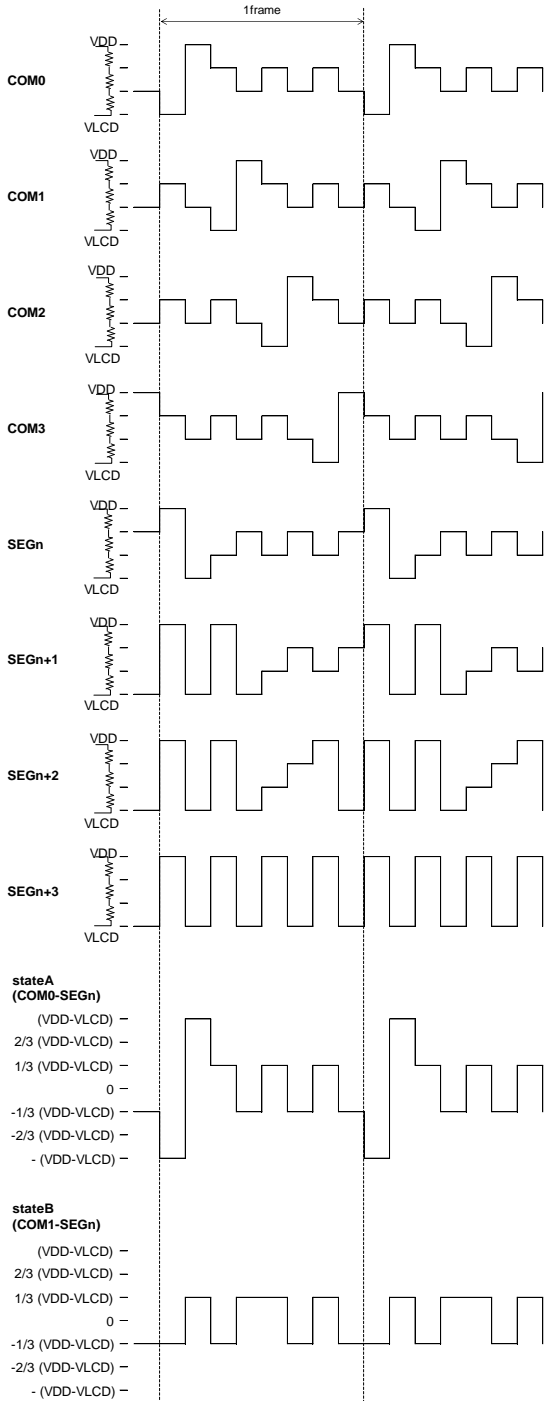 1frame
VDD
COM0
VLCD
VDD
COM1
VLCD
VDD
COM2
VLCD
VDD
COM3
VLCD
VDD
SEGn
VLCD
VDD
SEGn+1
VLCD
VDD
SEGn+2
VLCD
VDD
SEGn+3
VLCD
stateA
(COM0-SEGn)
(VDD-VLCD)
2/3 (VDD-VLCD)
1/3 (VDD-VLCD)
0
-1/3 (VDD-VLCD)
-2/3 (VDD-VLCD)
- (VDD-VLCD)
stateB
(COM1-SEGn)
(VDD-VLCD)
2/3 (VDD-VLCD)
1/3 (VDD-VLCD)
0
-1/3 (VDD-VLCD)
-2/3 (VDD-VLCD)
- (VDD-VLCD)